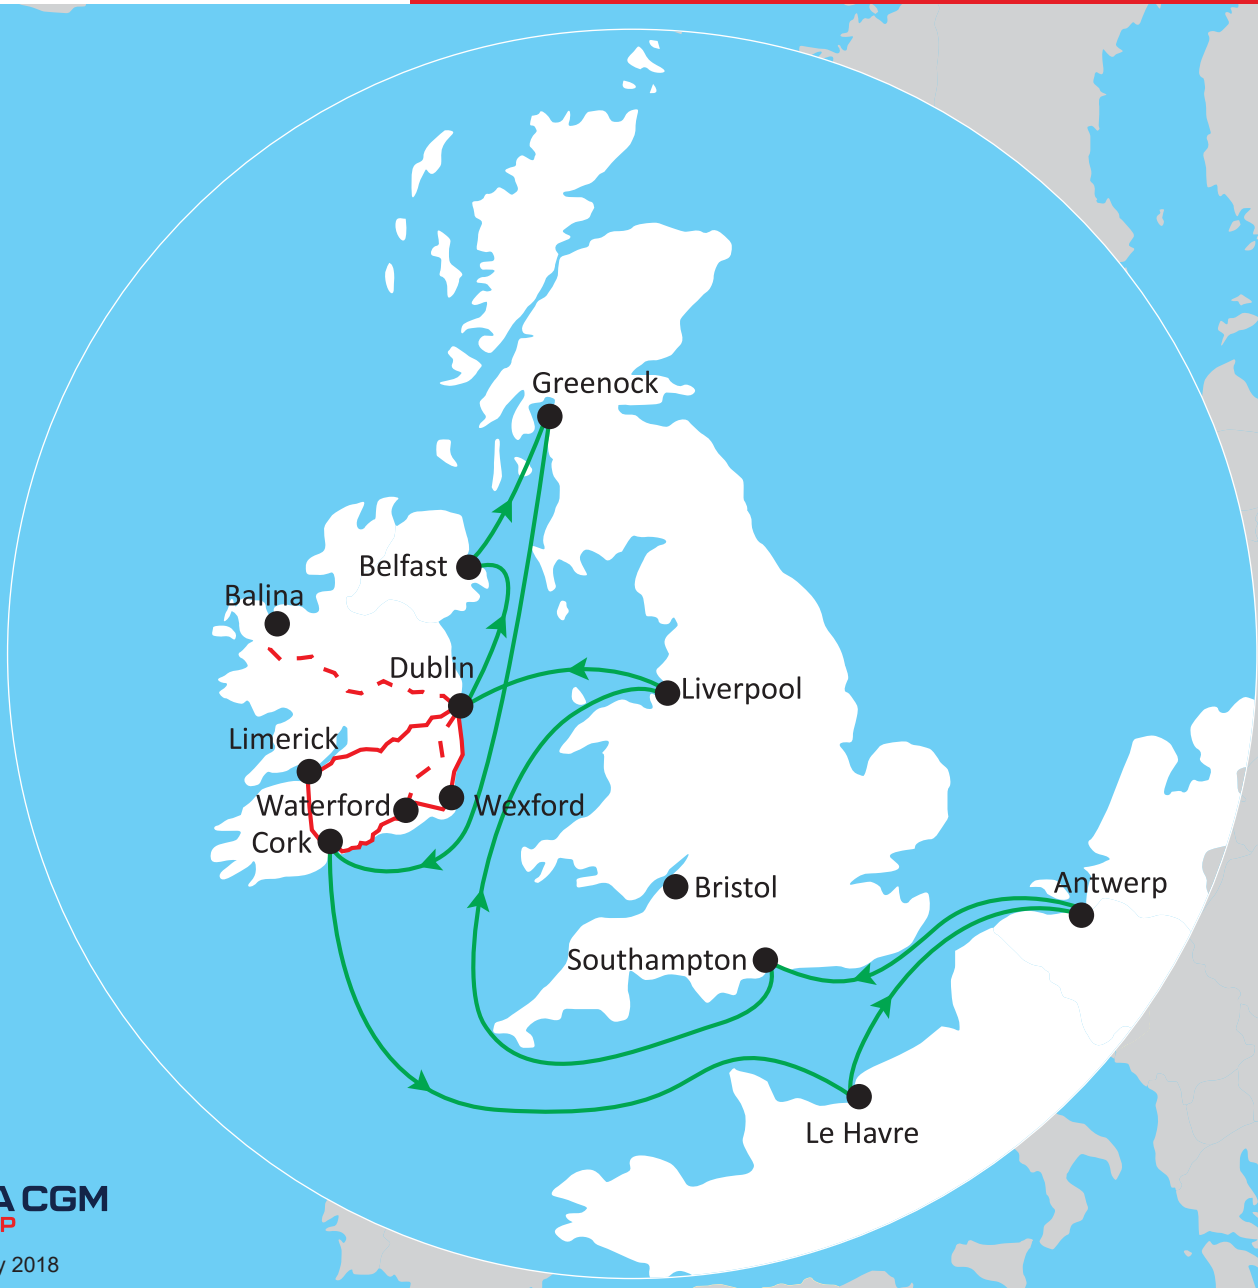 Greenock
Belfast
Balina
Dublin
Liverpool
Limerick
Waterford
Wexford
Cork
Antwerp
Bristol
Southampton
Le Havre
CGM
2018